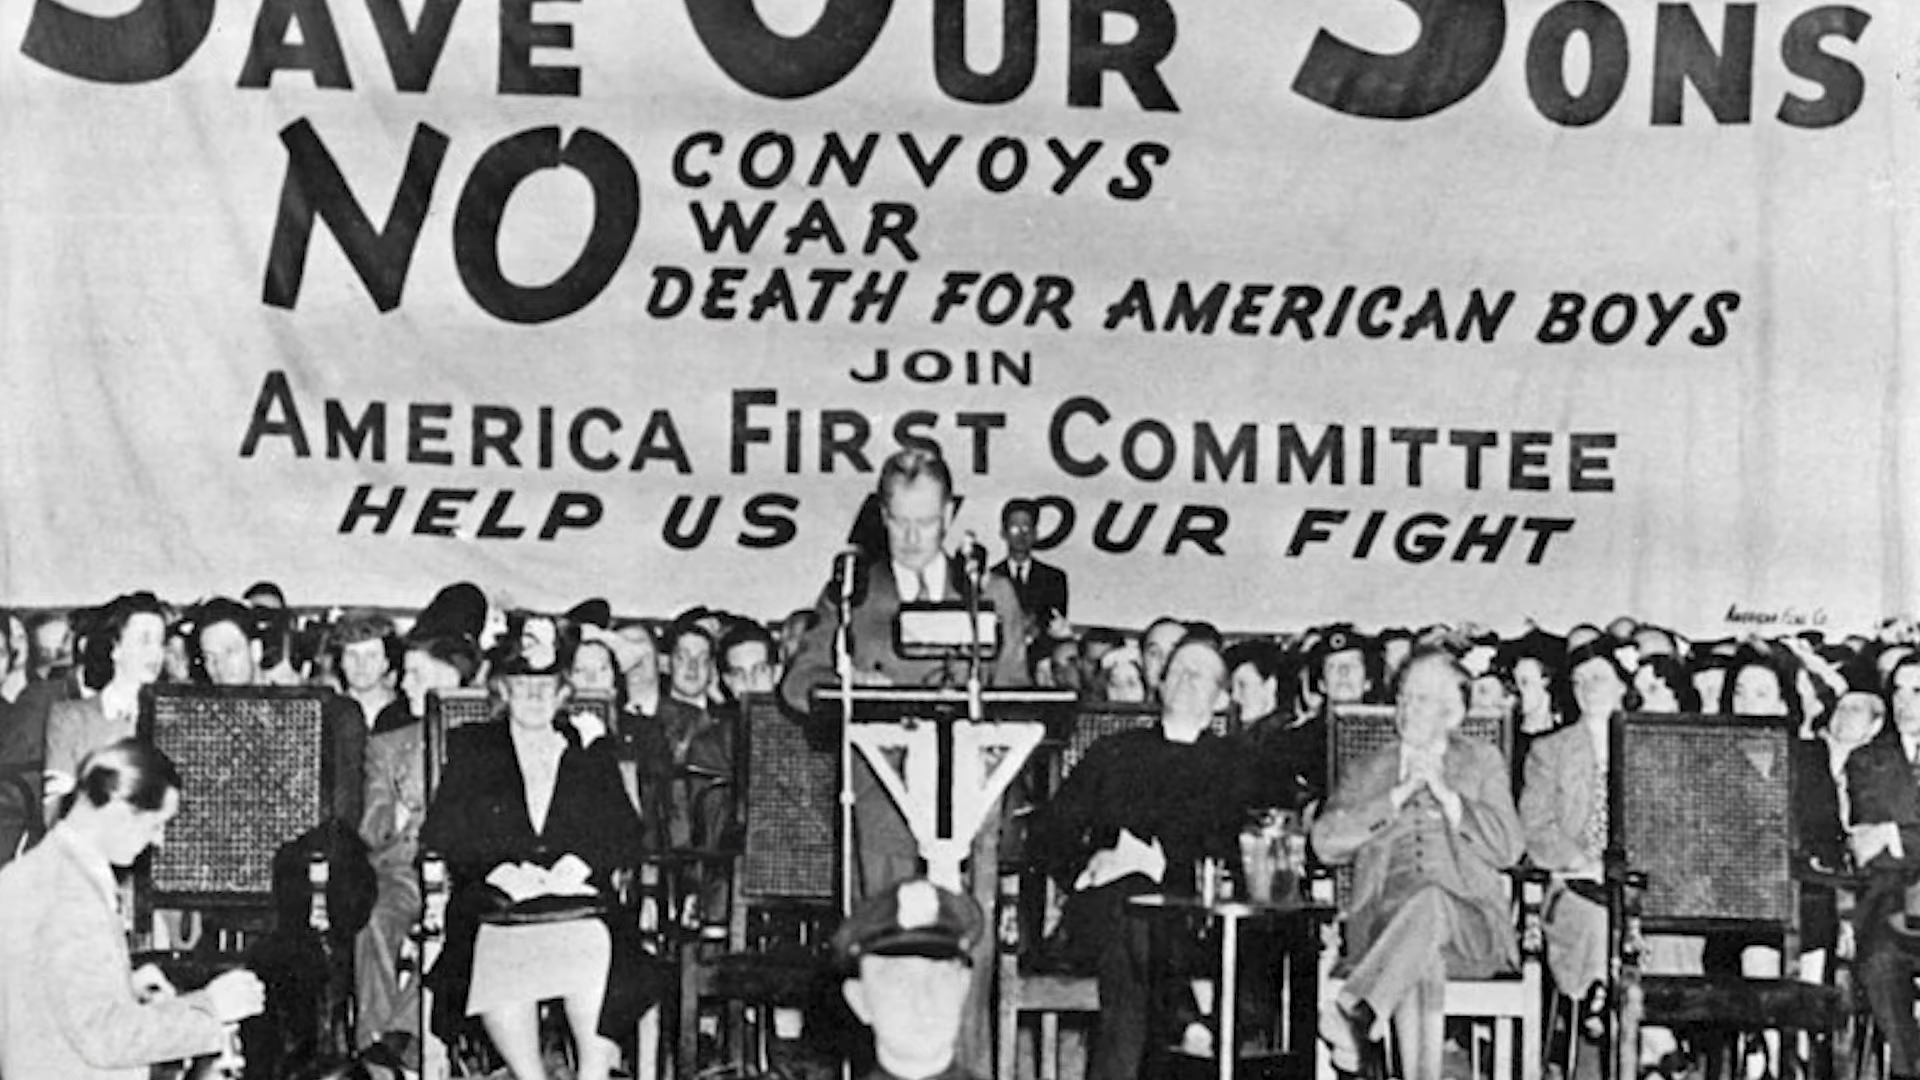 SAVE OUR SONS
NO CONVOYS
WAR
DEATH FOR AMERICAN BOYS
JOIN
AMERICA FIRST COMMITTEE
HELP US OUR FIGHT